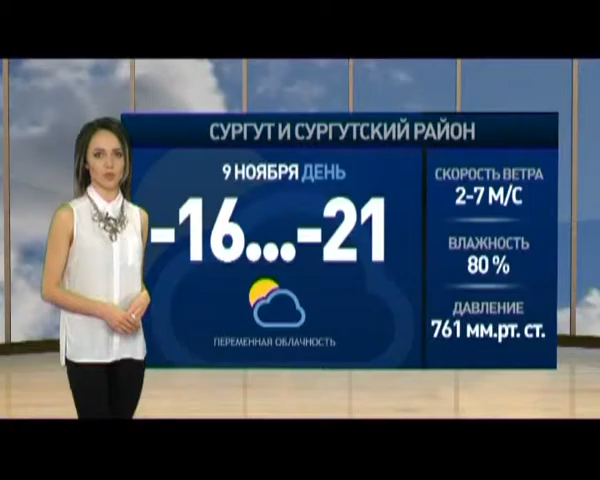 СУРГУТ И СУРГУТСКИЙ РАЙОН
9 НОЯБРЯ ДЕНЬ
-16...-21
ПЕРЕМЕННАЯ ОБЛАЧНОСТЬ
СКОРОСТЬ ВЕТРА
2-7 М/С
ВЛАЖНОСТЬ
80 %
ДАВЛЕНИЕ
761 мм.рт. ст.